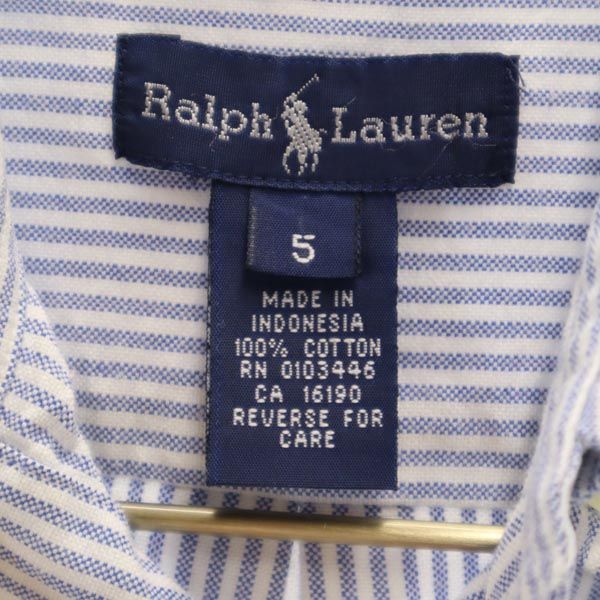 Ralph Lauren
5
MADE IN
INDONESIA
100% COTTON
RN 0103446
CA 16190
REVERSE FOR
CARE